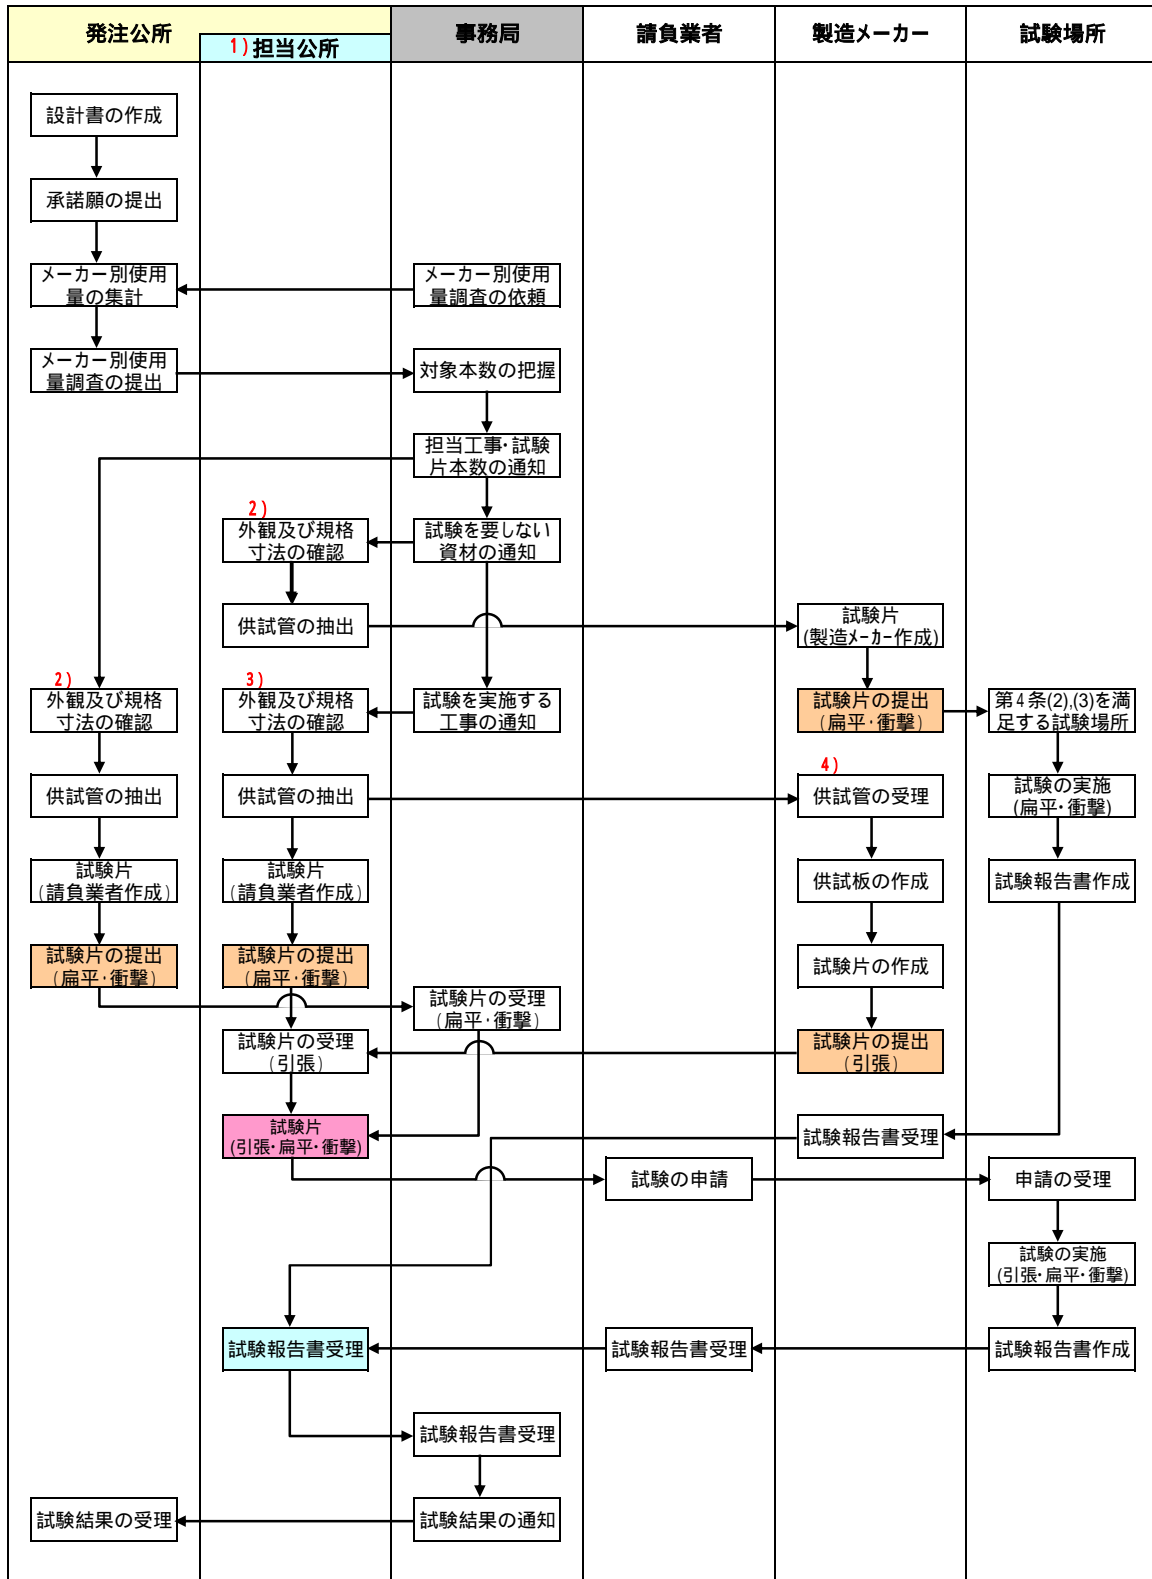 発注公所
1)担当公所
事務局
請負業者
製造メーカー
試験場所
設計書の作成
承諾願の提出
メーカー別使用
量の集計
メーカー別使用
量調査の依頼
メーカー別使用
量調査の提出
対象本数の把握
担当工事・試験
片本数の通知
2)
外観及び規格
寸法の確認
試験を要しない
資材の通知
供試管の抽出
試験片
(製造メーカー作成)
2)
外観及び規格
寸法の確認
3)
外観及び規格
寸法の確認
試験を実施する
工事の通知
試験片の提出
(扁平・衝撃)
第4条(2),(3)を満
足する試験場所
供試管の抽出
供試管の抽出
4)
供試管の受理
試験の実施
(扁平・衝撃)
試験片
(請負業者作成)
試験片
(請負業者作成)
供試板の作成
試験報告書作成
試験片の提出
(扁平・衝撃)
試験片の提出
(扁平・衝撃)
試験片の作成
試験片の受理
(扁平・衝撃)
試験片の受理
(引張)
試験片の提出
(引張)
試験片
(引張・扁平・衝撃)
試験報告書受理
試験の申請
申請の受理
試験の実施
(引張・扁平・衝撃)
試験報告書受理
試験報告書受理
試験報告書作成
試験報告書受理
試験結果の受理
試験結果の通知